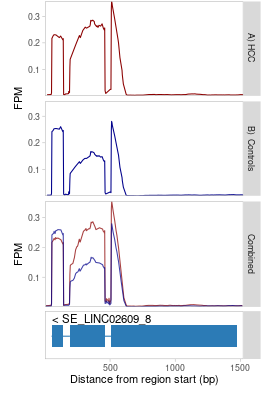 0.3
0.2
0.1
A) HCC
FPM
0.3
0.2
0.1
B) Controls
FPM
0.3
0.2
0.1
Combined
< SE_LINC02609_8
500
1000
1500
Distance from region start (bp)